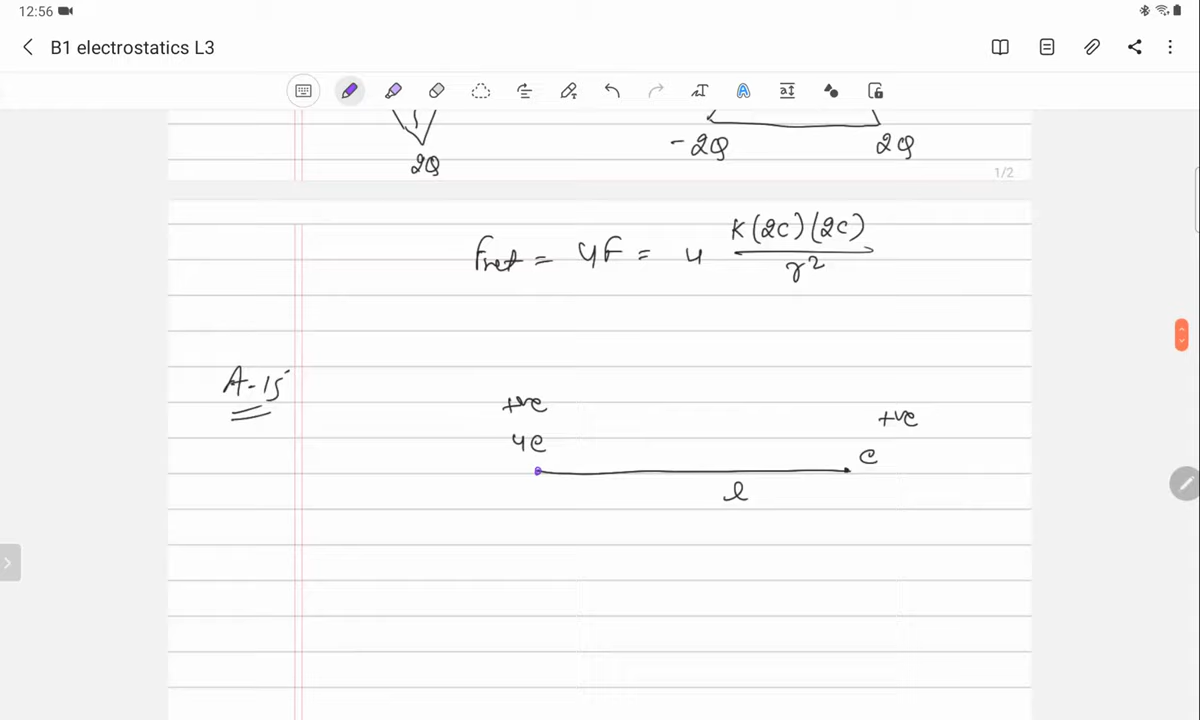 12:56
B1 electrostatics L3
2Q
-2Q 2Q
1/2
Fnet = 4F = 4 K(2C)(2C)/r²
A-15
+ve +ve
4e e
l